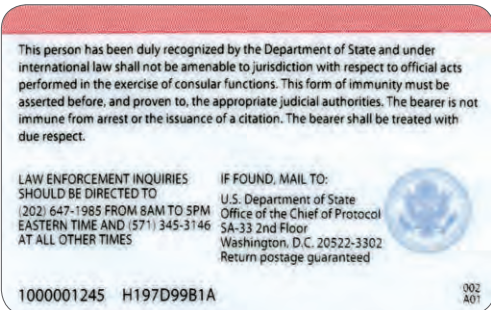 This person has been duly recognized by the Department of State and under
international law shall not be amenable to jurisdiction with respect to official acts
performed in the exercise of consular functions. This form of immunity must be
asserted before, and proven to, the appropriate judicial authorities. The bearer is not
immune from arrest or the issuance of a citation. The bearer shall be treated with
due respect.
LAW ENFORCEMENT INQUIRIES
SHOULD BE DIRECTED TO
(202) 647-1985 FROM 8AM TO 5PM
EASTERN TIME AND (571) 345-3146
AT ALL OTHER TIMES
IF FOUND, MAIL TO:
U.S. Department of State
Office of the Chief of Protocol
SA-33 2nd Floor
Washington, D.C. 20522-3302
Return postage guaranteed
1000001245 H197D99B1A
002
A01